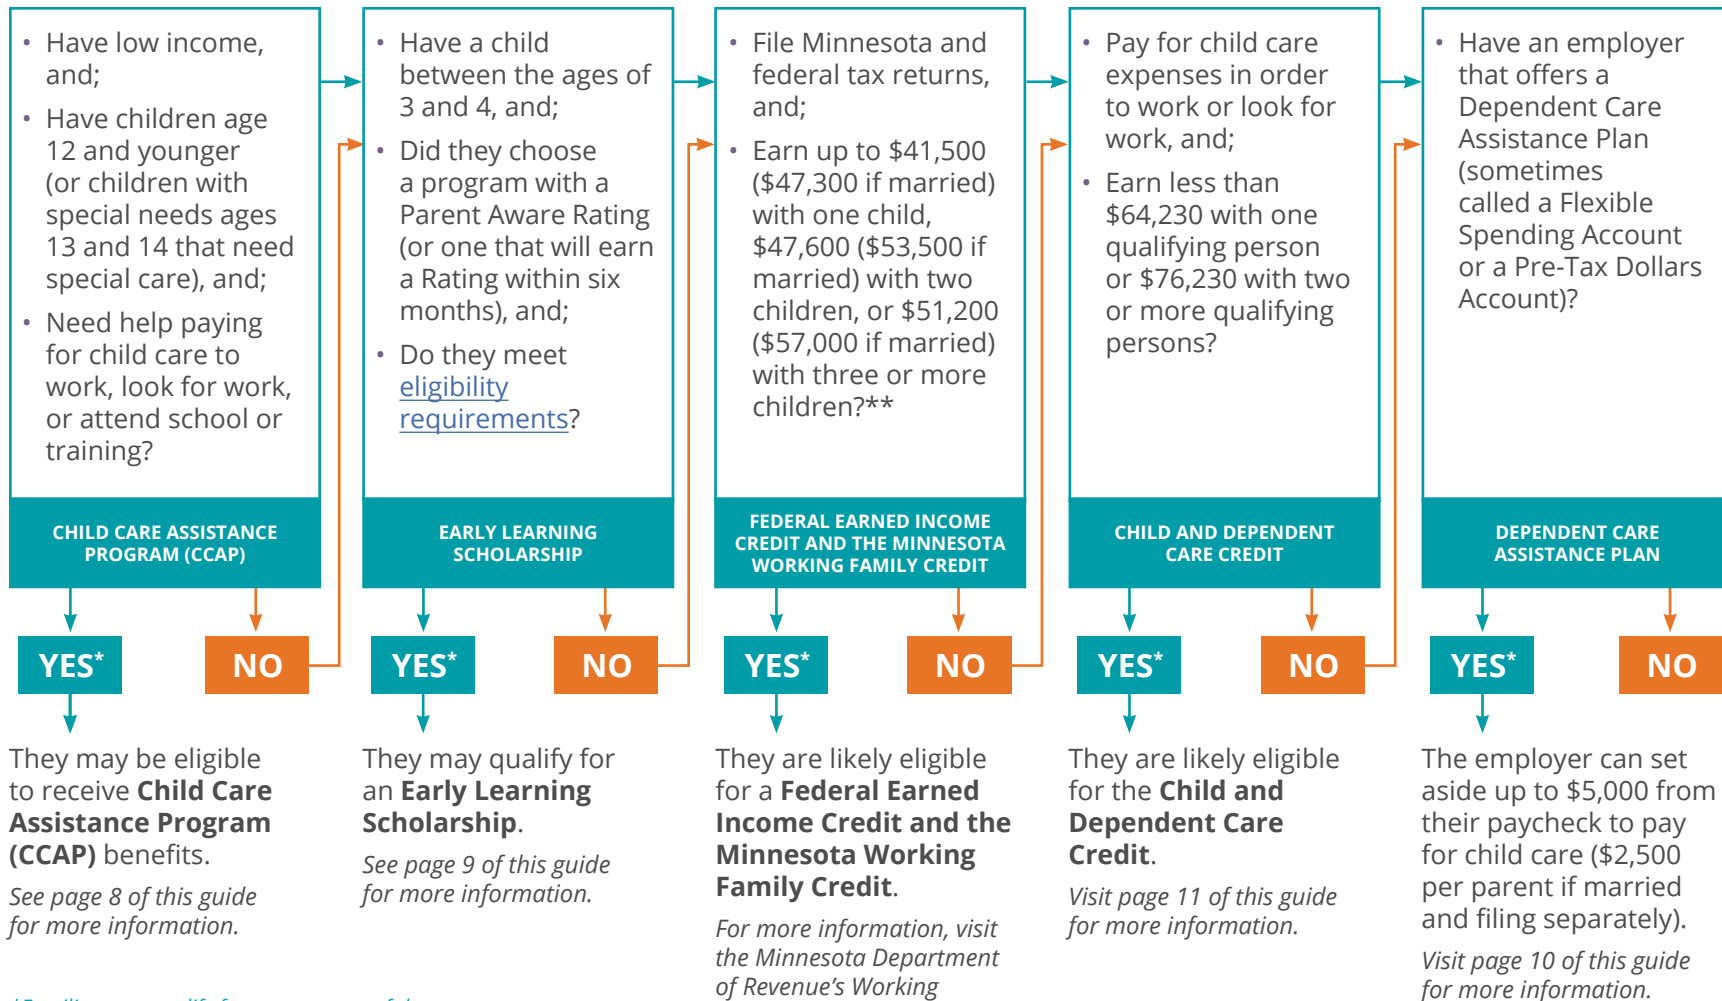 • Have low income,
and;
• Have children age
12 and younger
(or children with
special needs ages
13 and 14 that need
special care), and;
• Need help paying
for child care to
work, look for work,
or attend school or
training?
CHILD CARE ASSISTANCE
PROGRAM (CCAP)
YES*
NO
They may be eligible
to receive Child Care
Assistance Program
(CCAP) benefits.
See page 8 of this guide
for more information.
• Have a child
between the ages of
3 and 4, and;
• Did they choose
a program with a
Parent Aware Rating
(or one that will earn
a Rating within six
months), and;
• Do they meet
eligibility
requirements?
EARLY LEARNING
SCHOLARSHIP
YES*
NO
They may qualify for
an Early Learning
Scholarship.
See page 9 of this guide
for more information.
• File Minnesota and
federal tax returns,
and;
• Earn up to $41,500
($47,300 if married)
with one child,
$47,600 ($53,500 if
married) with two
children, or $51,200
($57,000 if married)
with three or more
children?**
FEDERAL EARNED INCOME
CREDIT AND THE MINNESOTA
WORKING FAMILY CREDIT
YES*
NO
They are likely eligible
for a Federal Earned
Income Credit and the
Minnesota Working
Family Credit.
For more information, visit
the Minnesota Department
of Revenue's Working
• Pay for child care
expenses in order
to work or look for
work, and;
• Earn less than
$64,230 with one
qualifying person
or $76,230 with two
or more qualifying
persons?
CHILD AND DEPENDENT
CARE CREDIT
YES*
NO
They are likely eligible
for the Child and
Dependent Care
Credit.
Visit page 11 of this guide
for more information.
• Have an employer
that offers a
Dependent Care
Assistance Plan
(sometimes
called a Flexible
Spending Account
or a Pre-Tax Dollars
Account)?
DEPENDENT CARE
ASSISTANCE PLAN
YES*
NO
The employer can set
aside up to $5,000 from
their paycheck to pay
for child care ($2,500
per parent if married
and filing separately).
Visit page 10 of this guide
for more information.